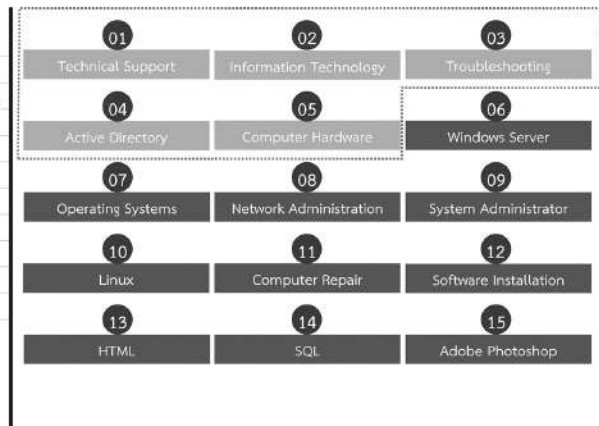 01 02 03
Technical Support Information Technology Troubleshooting
04 05 06
Active Directory Computer Hardware Windows Server
07 08 09
Operating Systems Network Administration System Administrator
10 11 12
Linux Computer Repair Software Installation
13 14 15
HTML SQL Adobe Photoshop